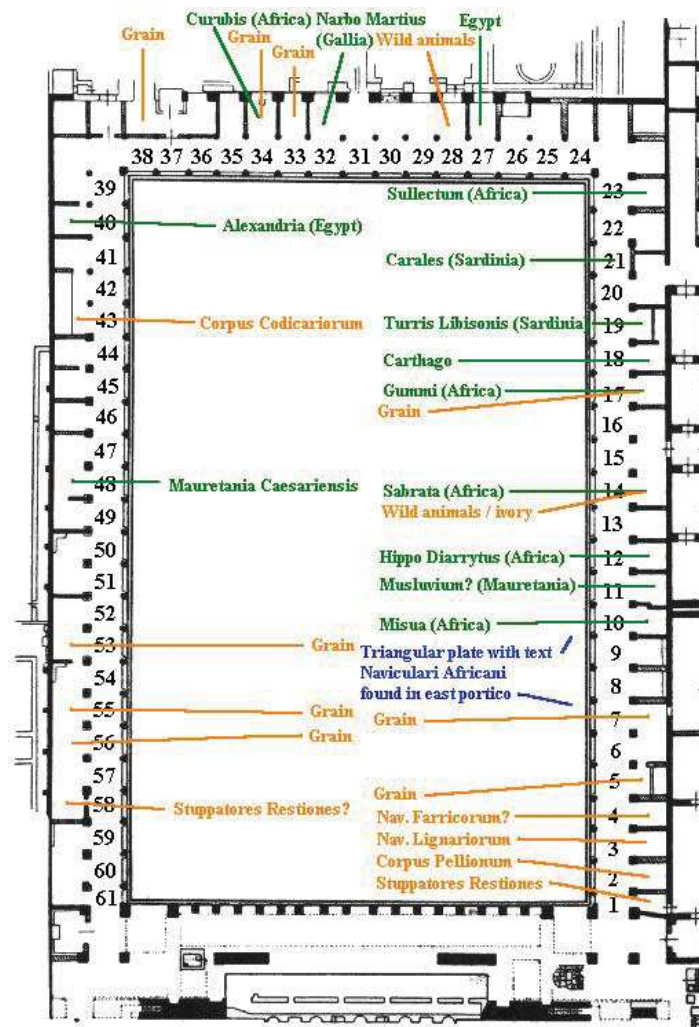 Curubis (Africa) Narbo Martius
(Gallia)
Egypt
Grain
Grain
Grain
Wild animals
38 37 36 35 34 33 32 31 30 29 28 27 26 25 24
39
40
41
42
43
44
45
46
47
48
49
50
51
52
53
54
55
56
57
58
59
60
61
Alexandria (Egypt)
Corpus Codicariorum
Mauretania Caesariensis
Grain
Grain
Grain
Stuppatores Restiones?
Sullectum (Africa)
Carales (Sardinia)
Turris Libisonis (Sardinia)
Carthago
Gummi (Africa)
Grain
Sabrata (Africa)
Wild animals / ivory
Hippo Diarrytus (Africa)
Musluvium? (Mauretania)
Misua (Africa)
Triangular plate with text
Naviculari Africani
found in east portico
Grain
Grain
Nav. Farricorum?
Nav. Lignariorum
Corpus Pellionum
Stuppatores Restiones
23
22
21
20
19
18
17
16
15
14
13
12
11
10
9
8
7
6
5
4
3
2
1